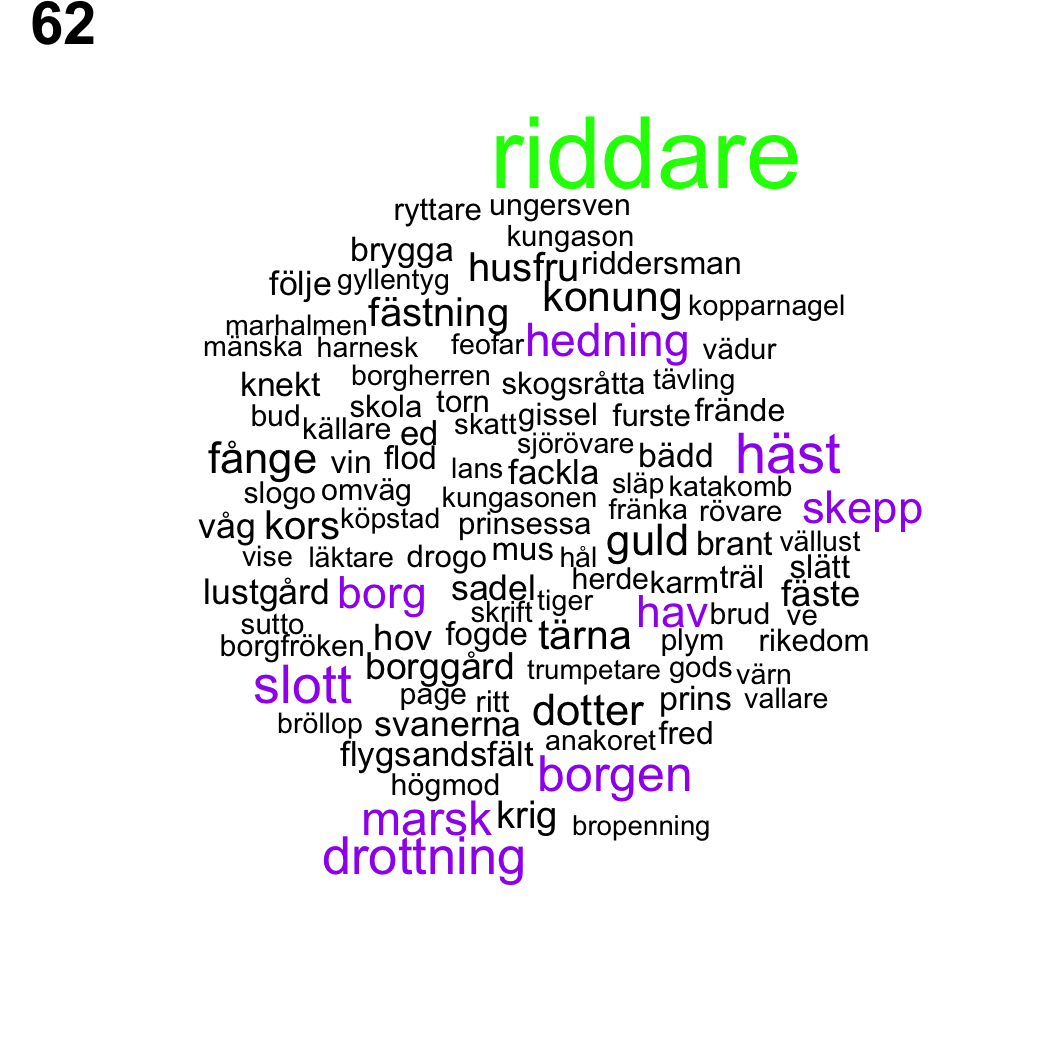 62
riddare
ryttare ungersven
kungason
brygga husfru riddersman
följe gyllentyg konung kopparnagel
marhalmen fästning
mänska harnesk feofar hedning vädur
knekt borgherren skogsråtta tävling
bud skola torn skatt gissel furste frände
källare ed sjörövare
fånge vin flod lans fackla bädd häst
slogo omväg kungasonen släp katakomb
våg kors köpstad prinsessa fränka rövare skepp
vise läktare drogo mus hål guld brant vällust
lustgård borg sadel herde karm träl slätt fäste
sutto skrift tiger hav brud ve
borgfröken hov fogde tärna plym rikedom
slott borggård trumpetare gods värn
page ritt dotter prins vallare
bröllop svanerna anakoret fred
flygsandsfält borgen
högmod
marsk krig bropenning
drottning